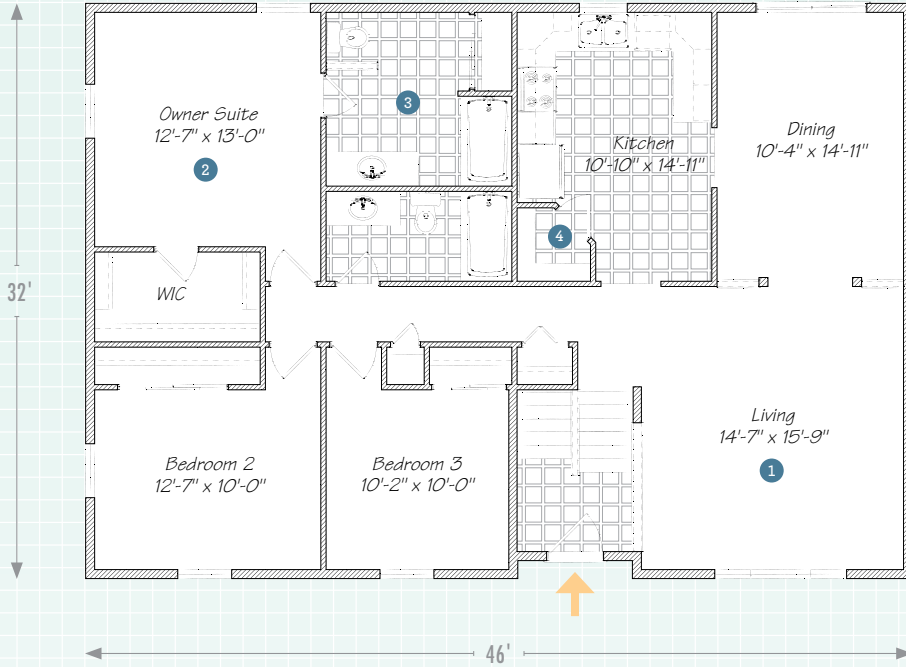 Owner Suite
12'-7" x 13'-0"
2
3
Kitchen
10'-10" x 14'-11"
Dining
10'-4" x 14'-11"
4
WIC
32'
Living
14'-7" x 15'-9"
1
Bedroom 2
12'-7" x 10'-0"
Bedroom 3
10'-2" x 10'-0"
46'